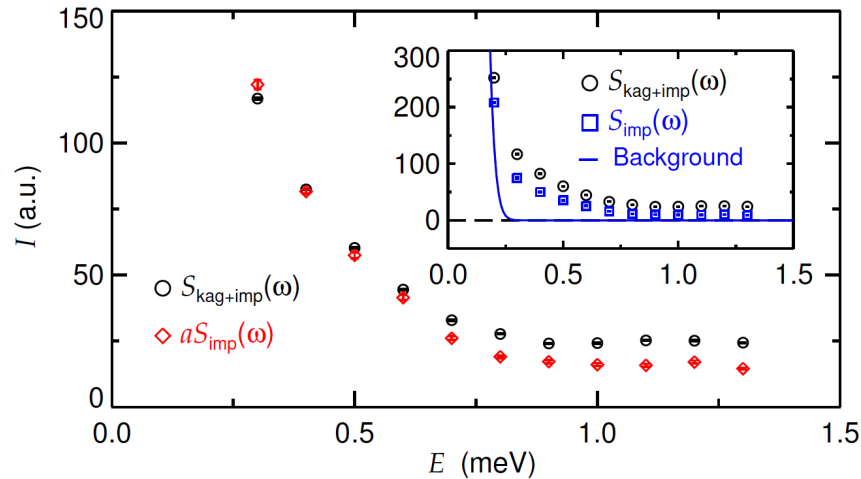 150
100
50
0
0.0
0.5
1.0
1.5
I (a.u.)
E (meV)
S_kag+imp(ω)
aS_imp(ω)
300
200
100
0
0.0
0.5
1.0
1.5
S_kag+imp(ω)
S_imp(ω)
Background